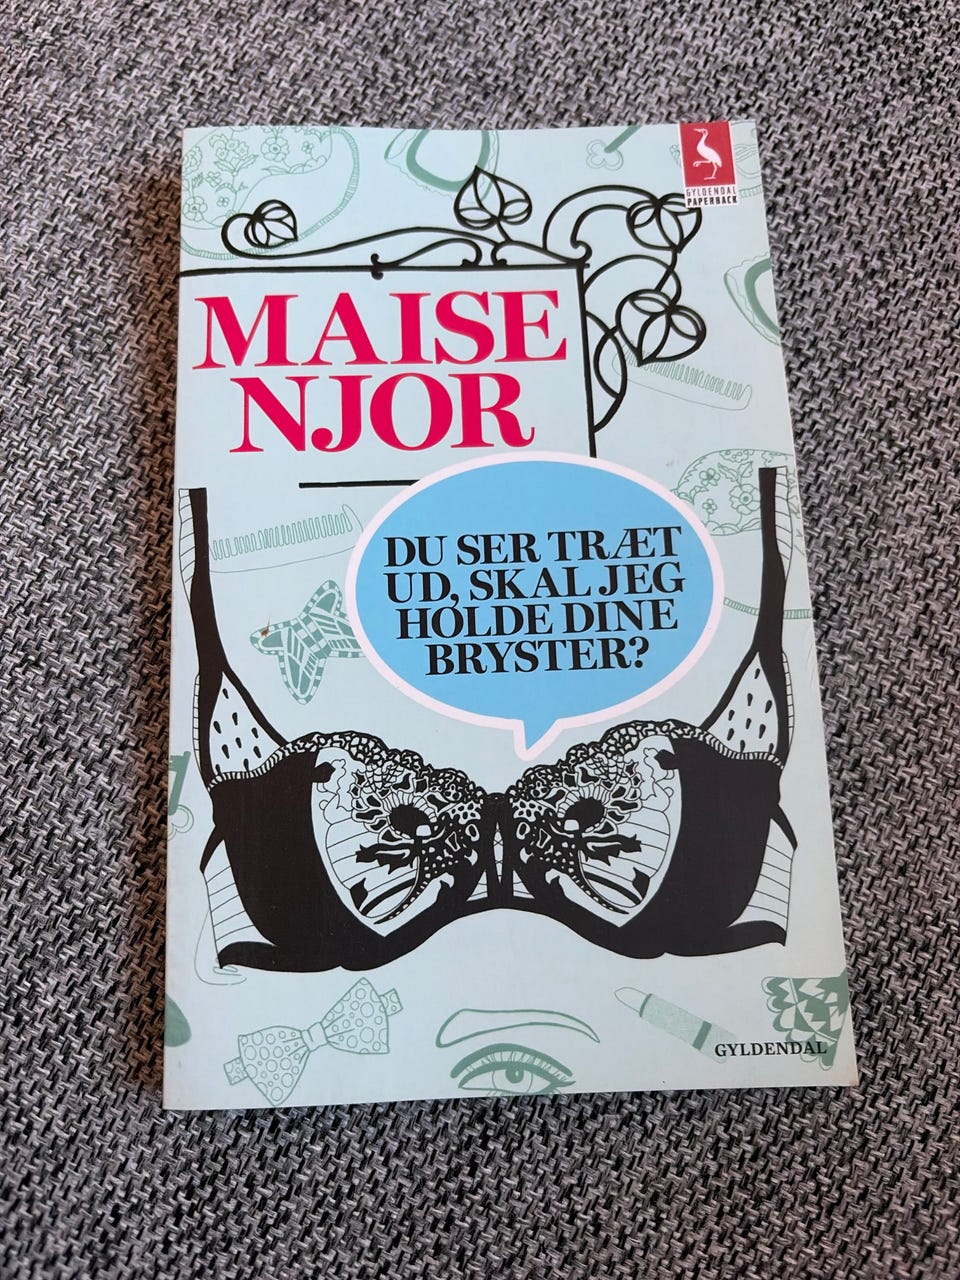 GYLDENDAL
PAPERBACK
MAISE
NJOR
DU SER TRÆT
UD, SKAL JEG
HOLDE DINE
BRYSTER?
GYLDENDAL